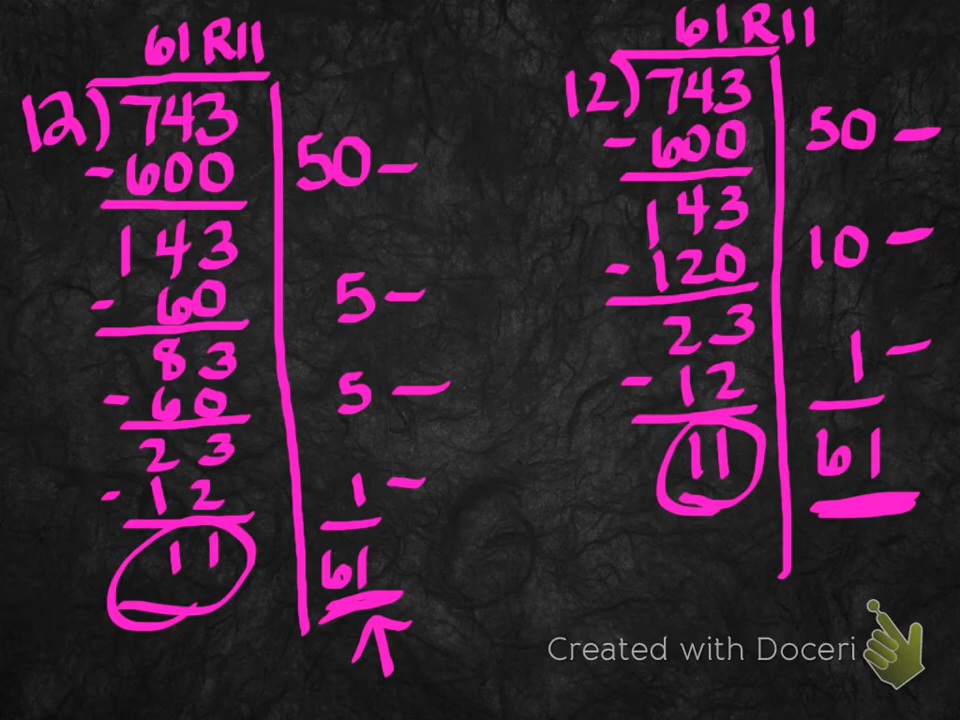 61 R11
12)743
- 600 50 -
143
- 60 5 -
83
- 60 5 -
23
- 12 1 -
11 61
61 R11
12)743
- 600 50 -
143
- 120 10 -
23
- 12 1 -
11 61
Created with Doceri